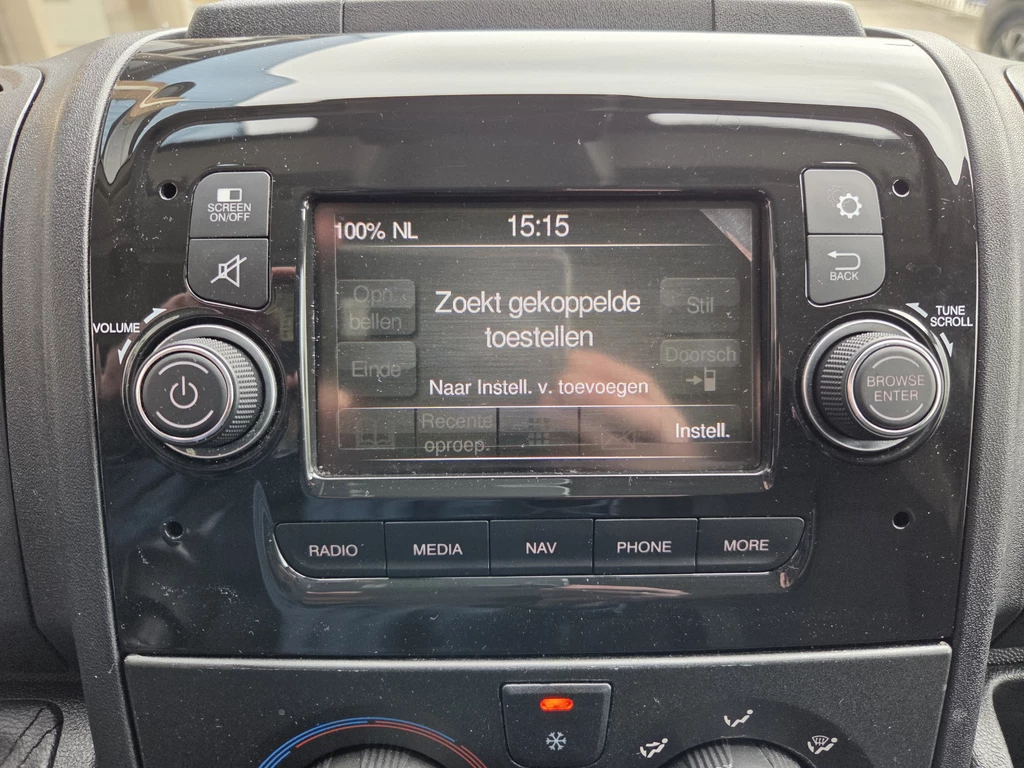 SCREEN
ON/OFF
VOLUME
100% NL
15:15
Opn.
bellen
Zoekt gekoppelde
toestellen
Stil
Einde
Doorsch
Naar Instell. v. toevoegen
Recente
oproep.
Instell.
BACK
TUNE
SCROLL
BROWSE
ENTER
RADIO
MEDIA
NAV
PHONE
MORE